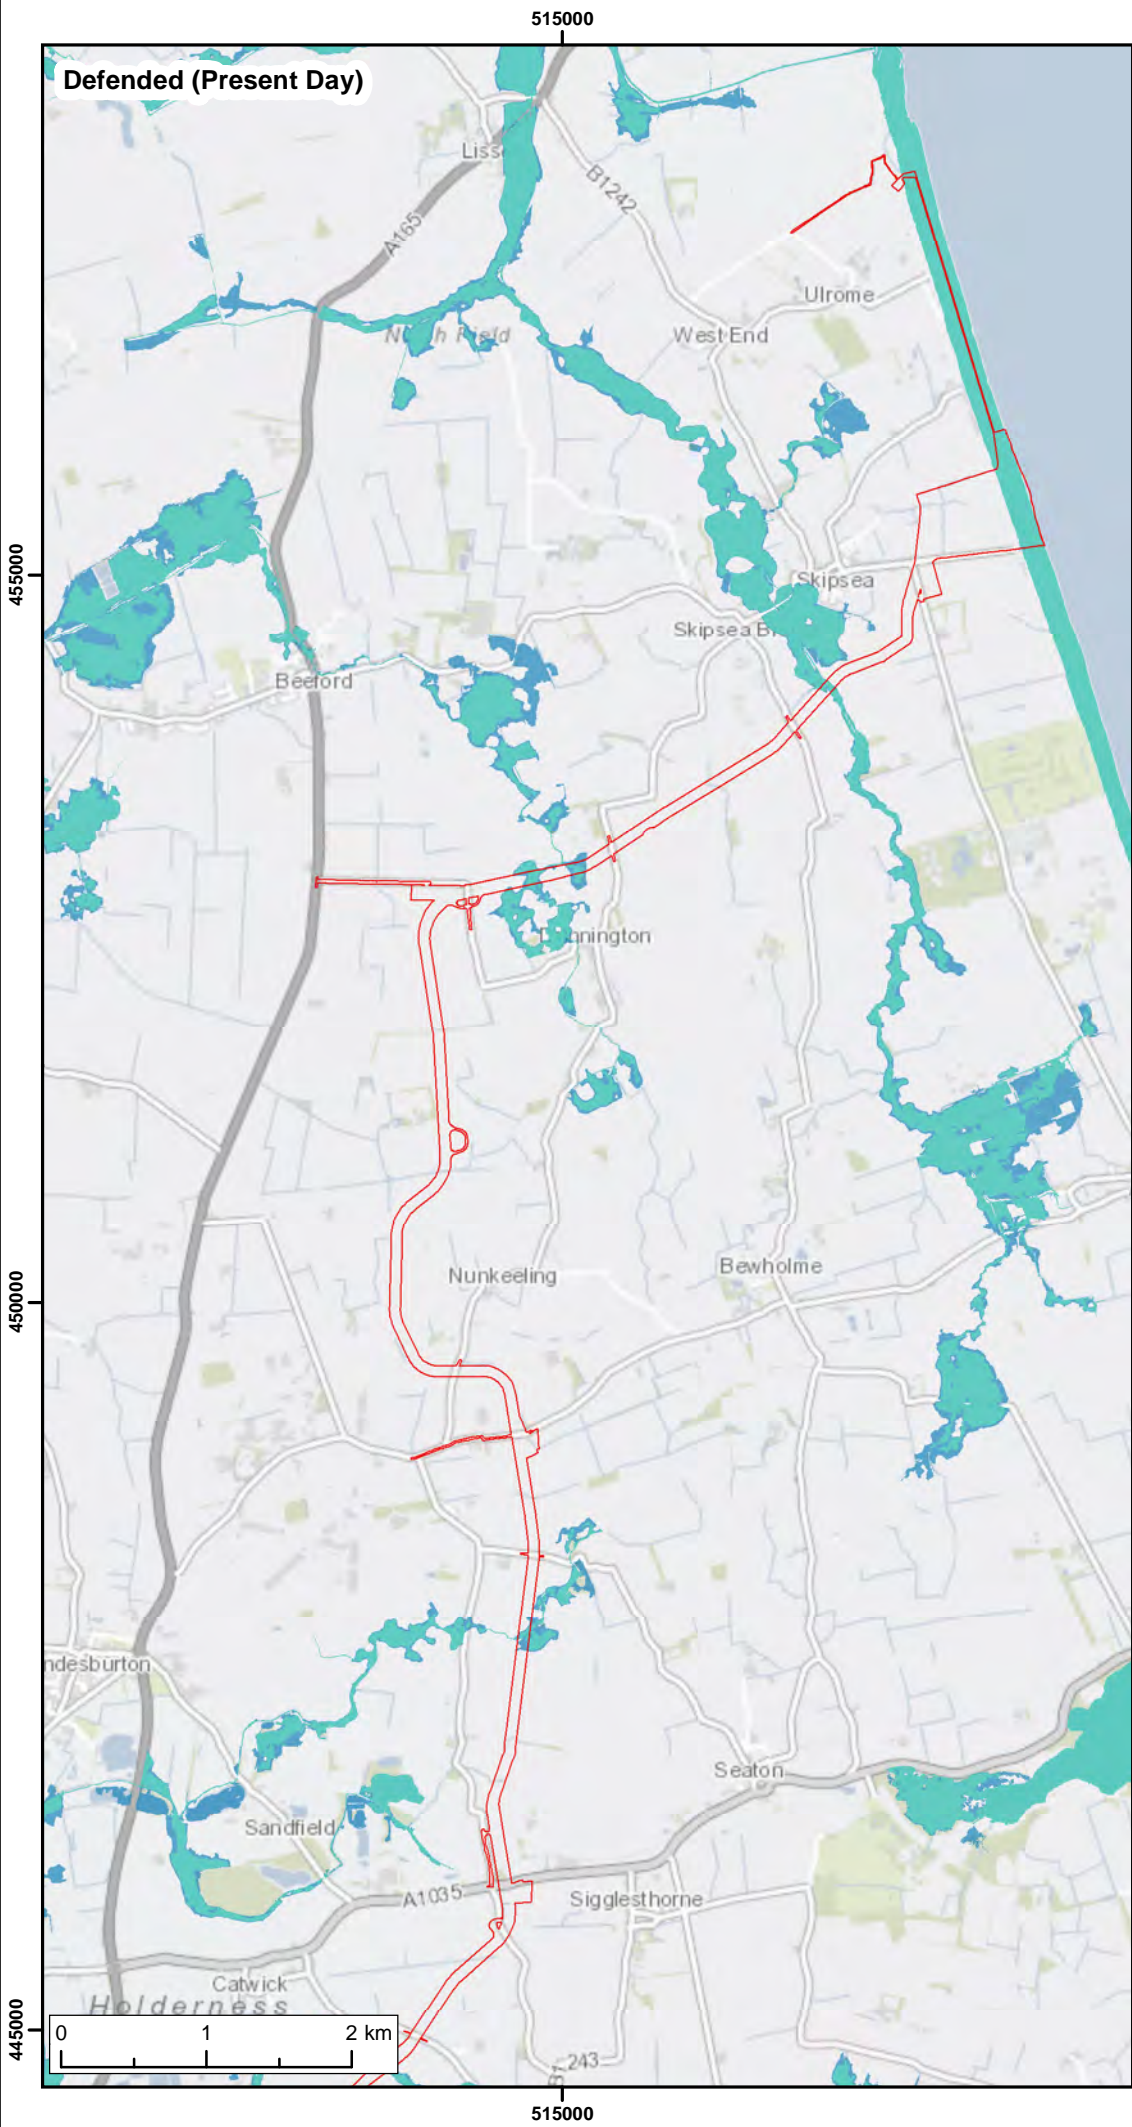 515000
Defended (Present Day)
B1242
A165
Ulrome
West End
455000
Skipsea
Beeford
Nunkeeling
Bewholme
450000
ndesburton
Seaton
Sandfield
A1035
Sigglesthorne
Catwick
Holderness
0 1 2 km
445000
243
515000